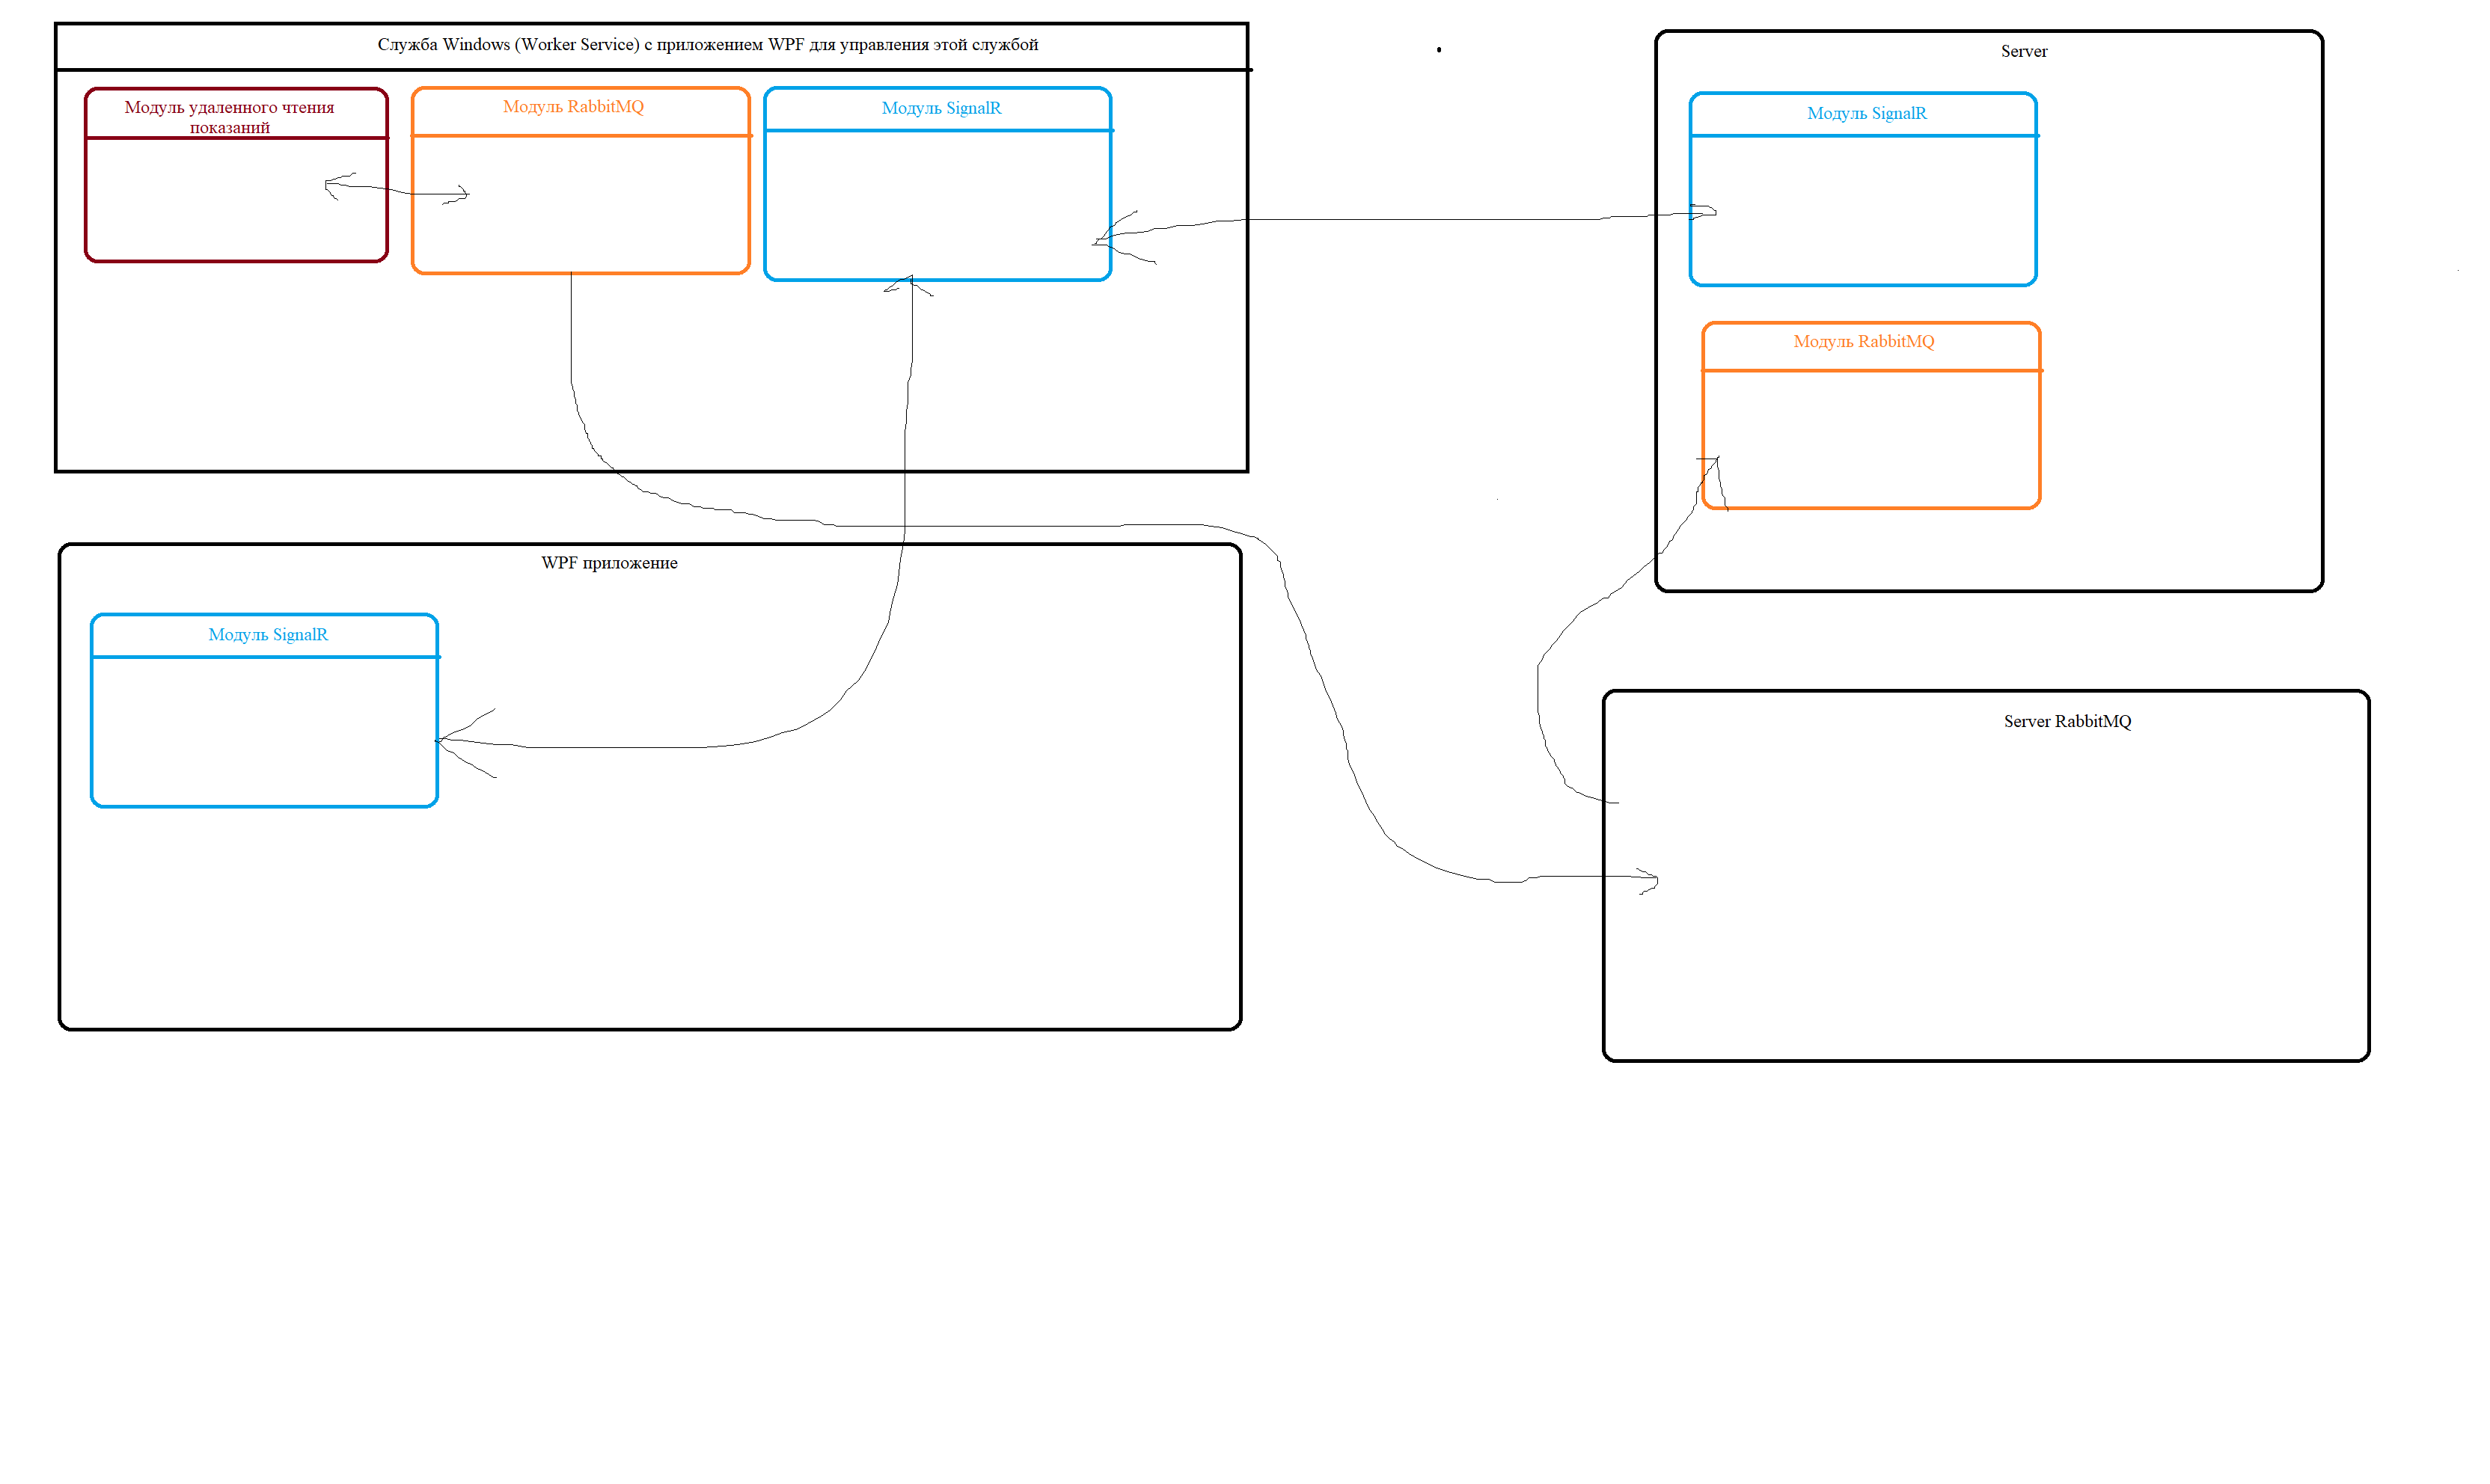 Служба Windows (Worker Service) с приложением WPF для управления этой службой
Модуль удаленного чтения
показаний
Модуль RabbitMQ
Модуль SignalR
Server
Модуль SignalR
Модуль RabbitMQ
WPF приложение
Модуль SignalR
Server RabbitMQ